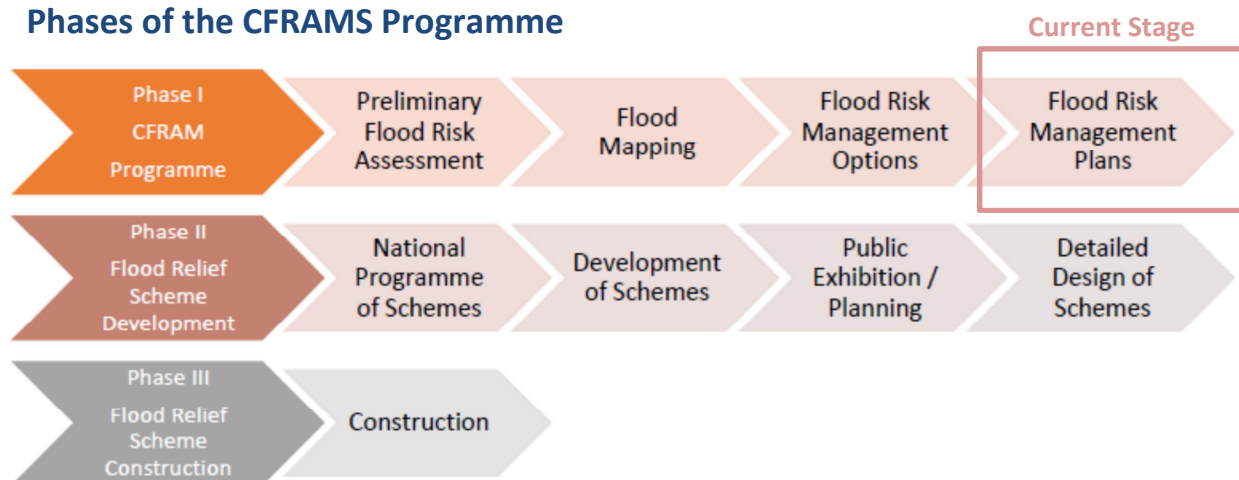 Phases of the CFRAMS Programme
Current Stage
Phase I
CFRAM
Programme
Preliminary
Flood Risk
Assessment
Flood
Mapping
Flood Risk
Management
Options
Flood Risk
Management
Plans
Phase II
Flood Relief
Scheme
Development
National
Programme
of Schemes
Development
of Schemes
Public
Exhibition /
Planning
Detailed
Design of
Schemes
Phase III
Flood Relief
Scheme
Construction
Construction